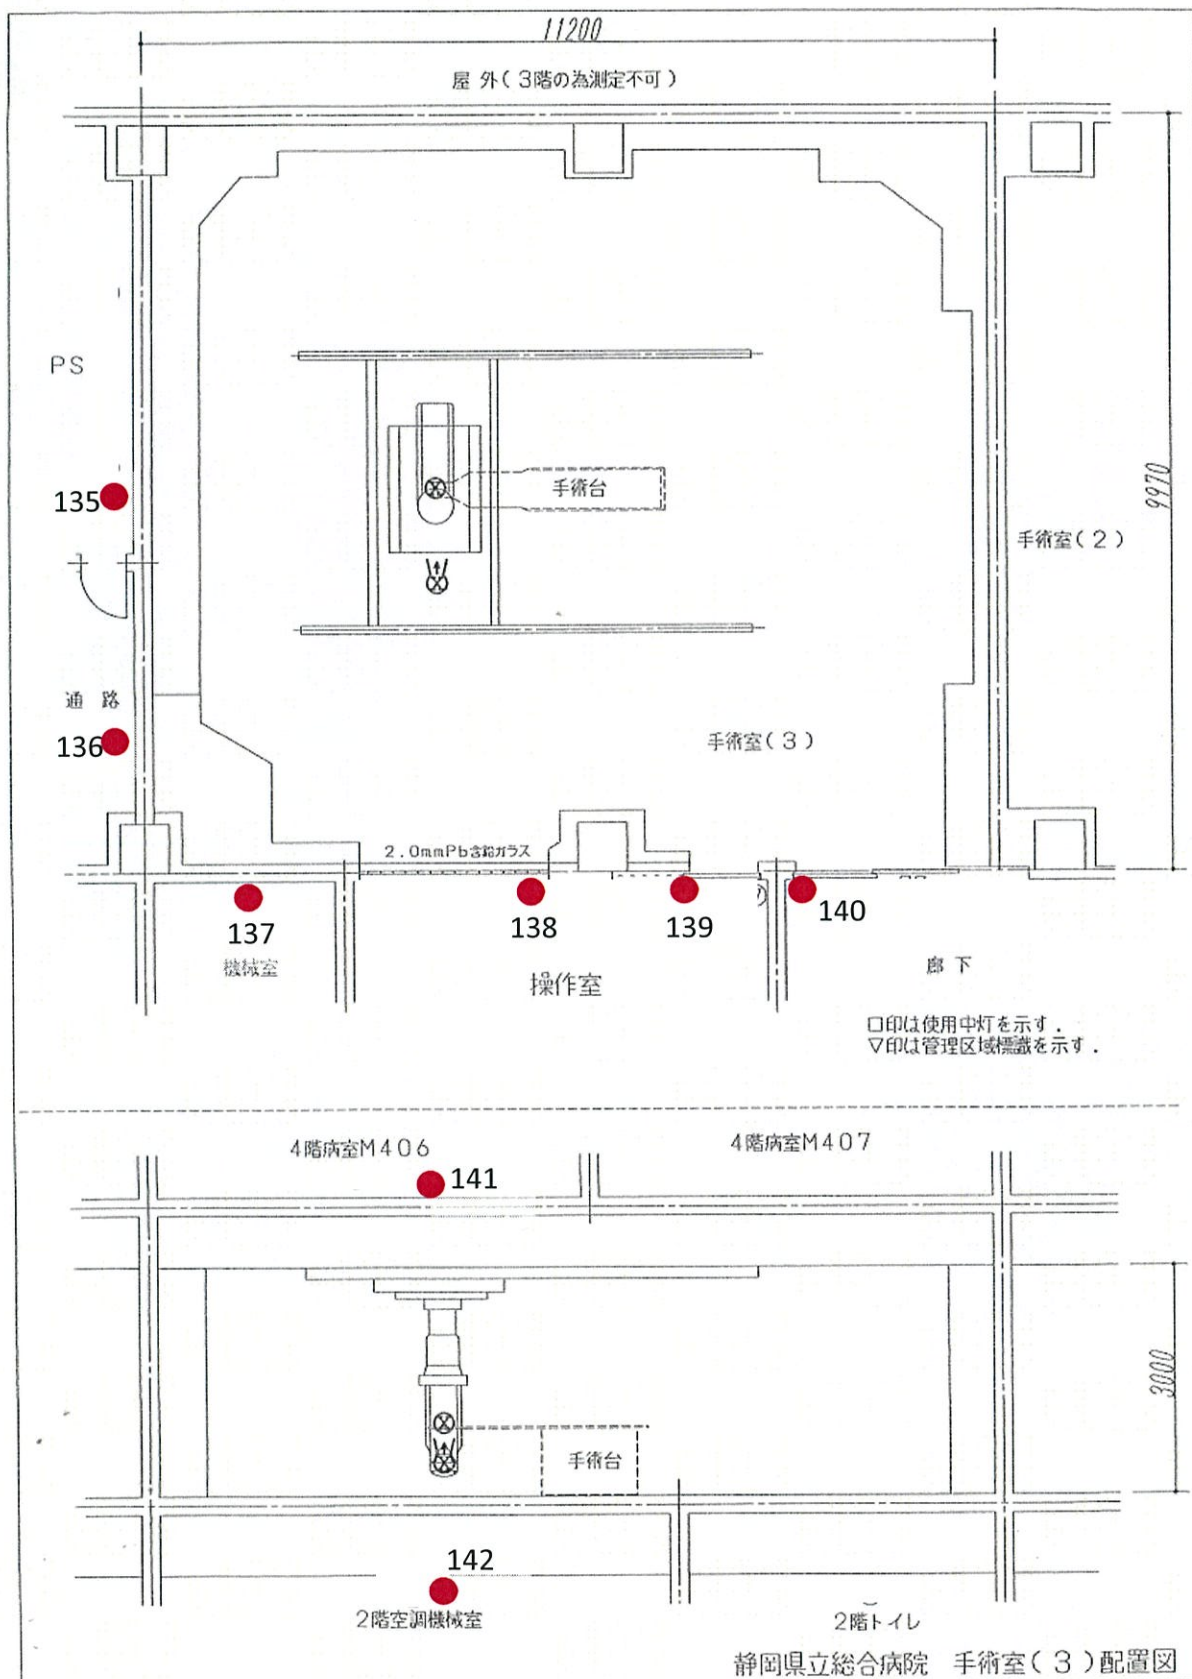 11200
屋外(3階の為測定不可)
PS
135
手術台
9970
手術室(2)
通路
136
手術室(3)
2.0mmPb含鉛ガラス
137
138
139
140
機械室
操作室
廊下
□印は使用中灯を示す.
▽印は管理区域標識を示す.
4階病室M406
4階病室M407
141
3000
手術台
142
2階空調機械室
2階トイレ
静岡県立総合病院 手術室(3)配置図